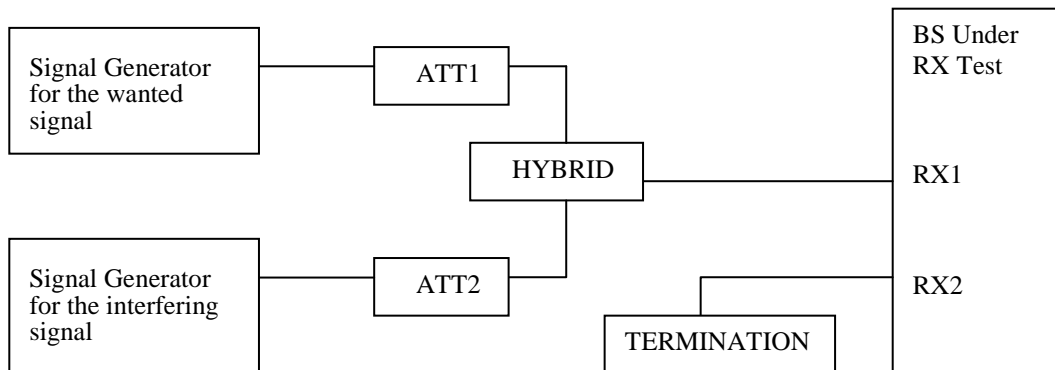 Signal Generator
for the wanted
signal
ATT1
HYBRID
Signal Generator
for the interfering
signal
ATT2
TERMINATION
BS Under
RX Test
RX1
RX2